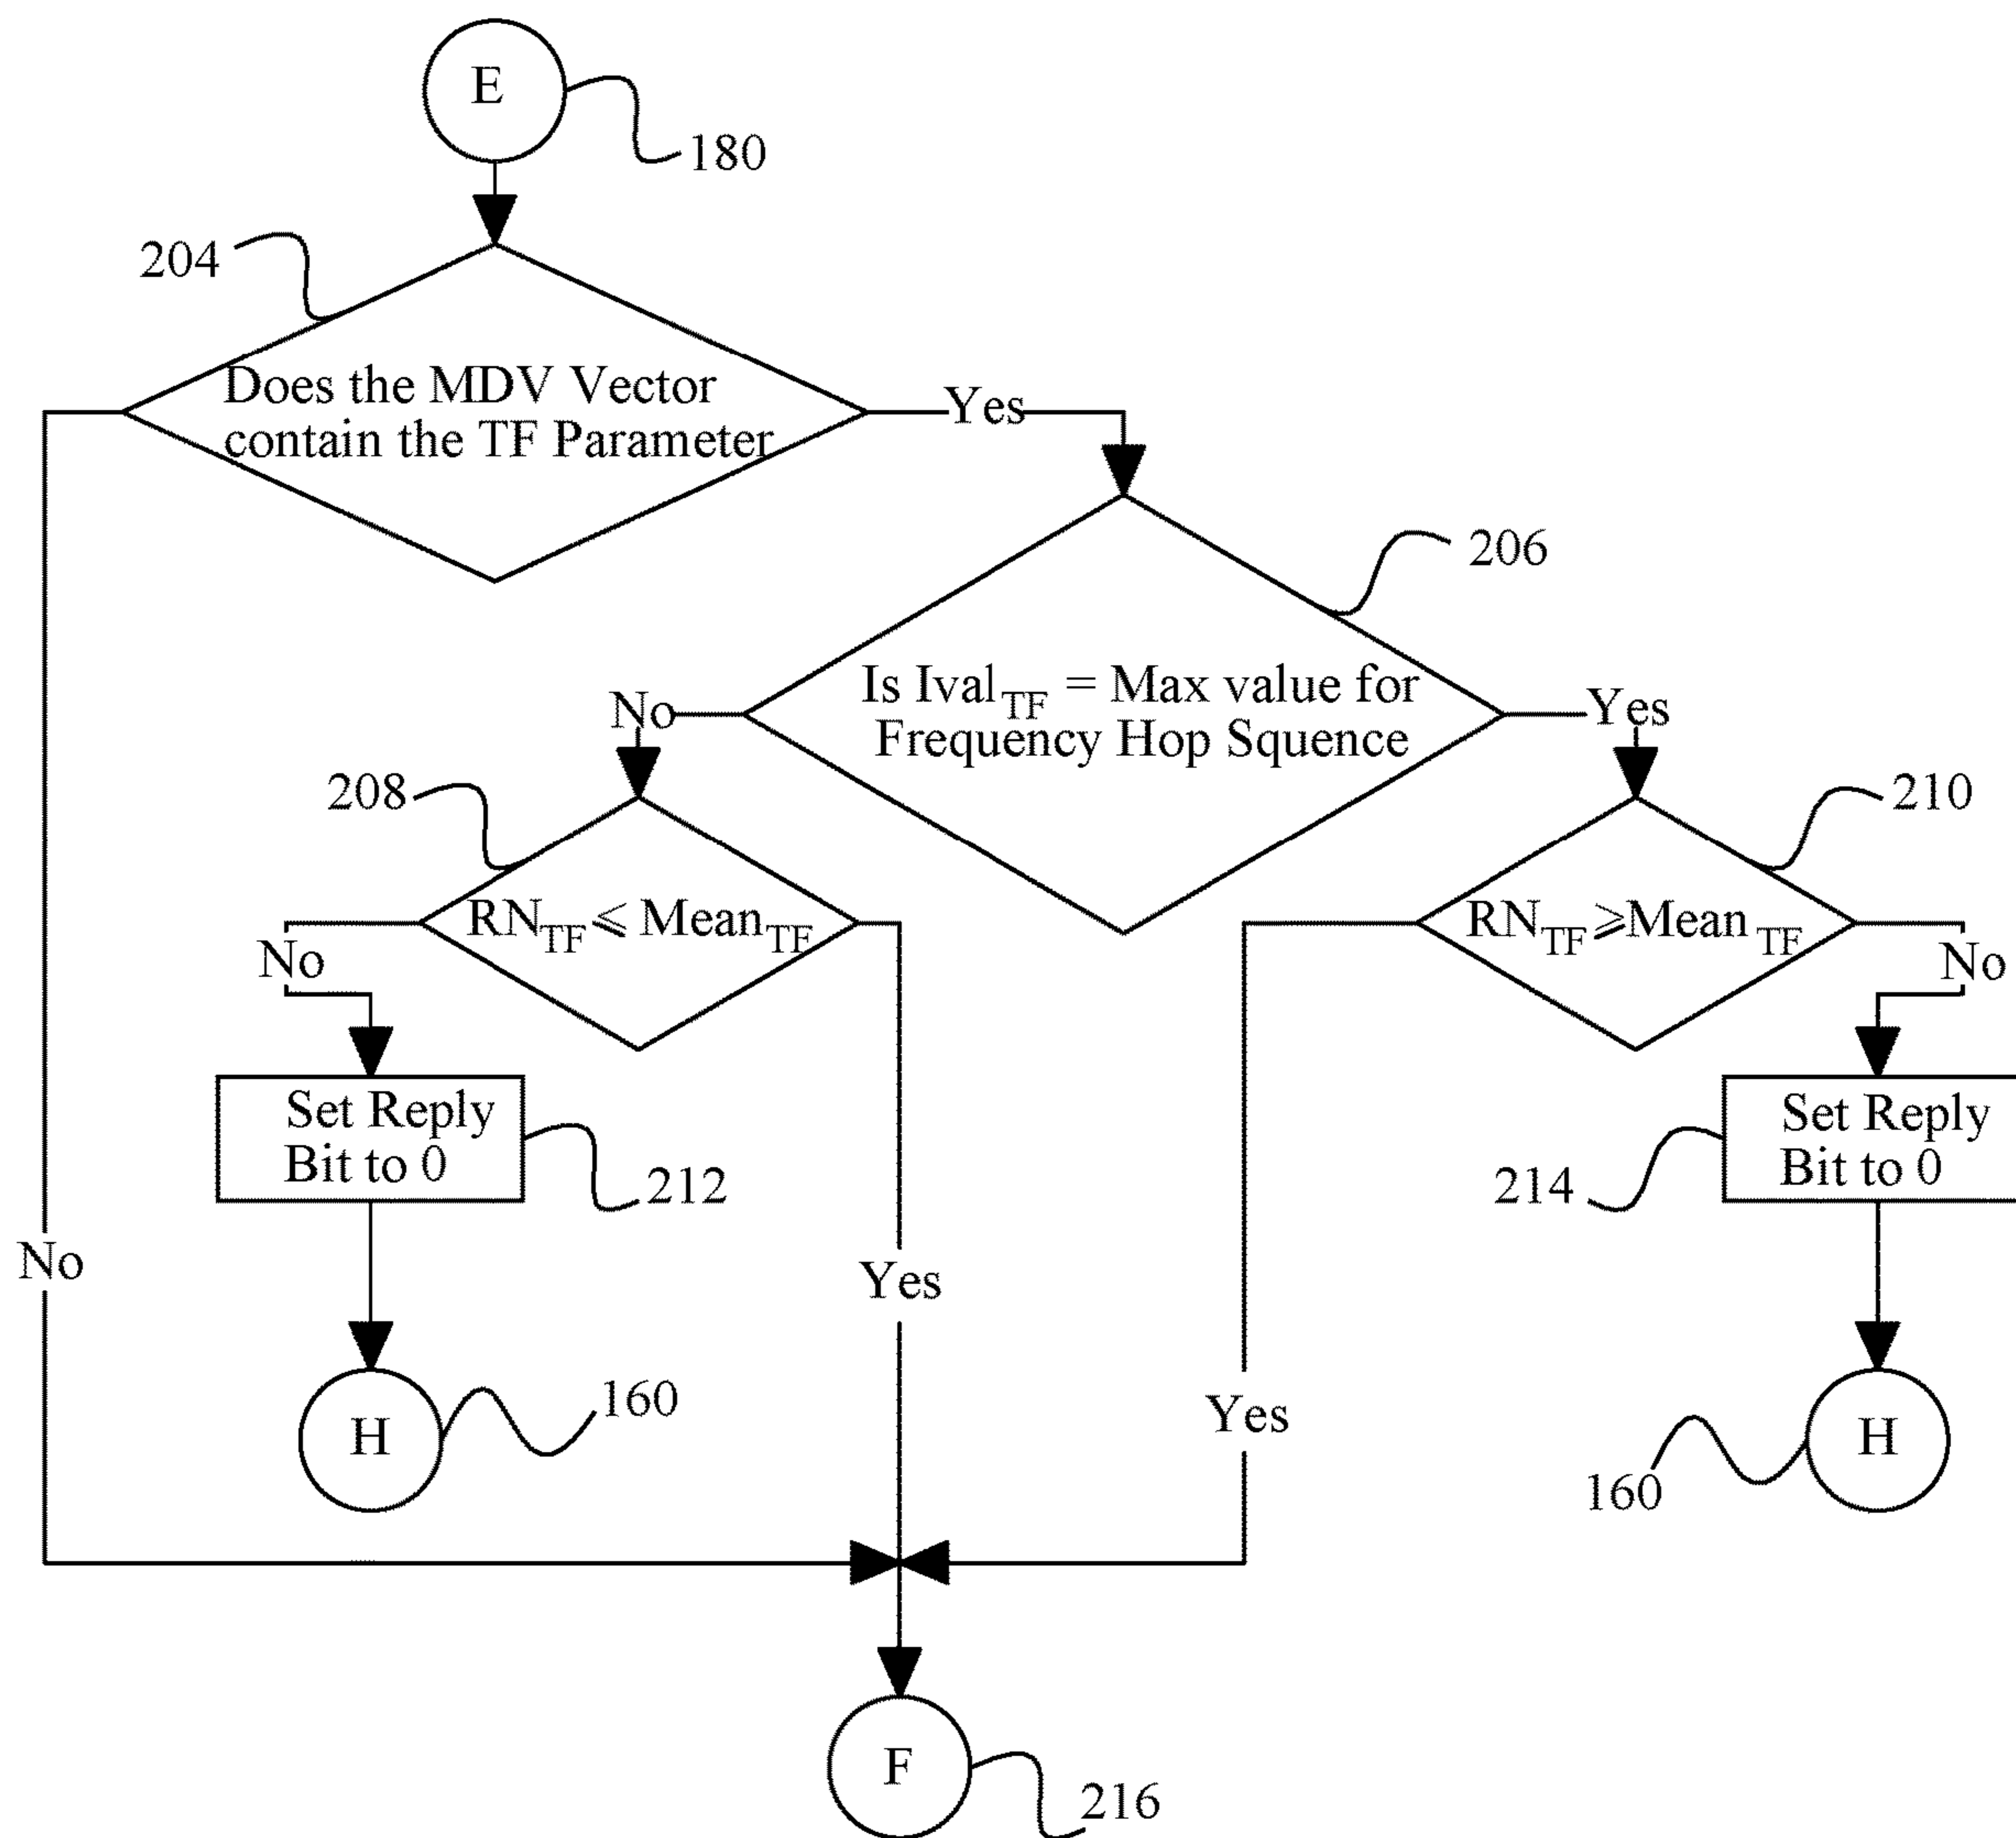 E
180
204
Does the MDV Vector
contain the TF Parameter
Yes
206
Is Ival_TF = Max value for
Frequency Hop Squence
No
Yes
208
210
RN_TF ⩽ Mean_TF
RN_TF ⩾ Mean_TF
No
No
Set Reply
Bit to 0
212
Set Reply
Bit to 0
214
No
Yes
Yes
H
160
H
160
F
216